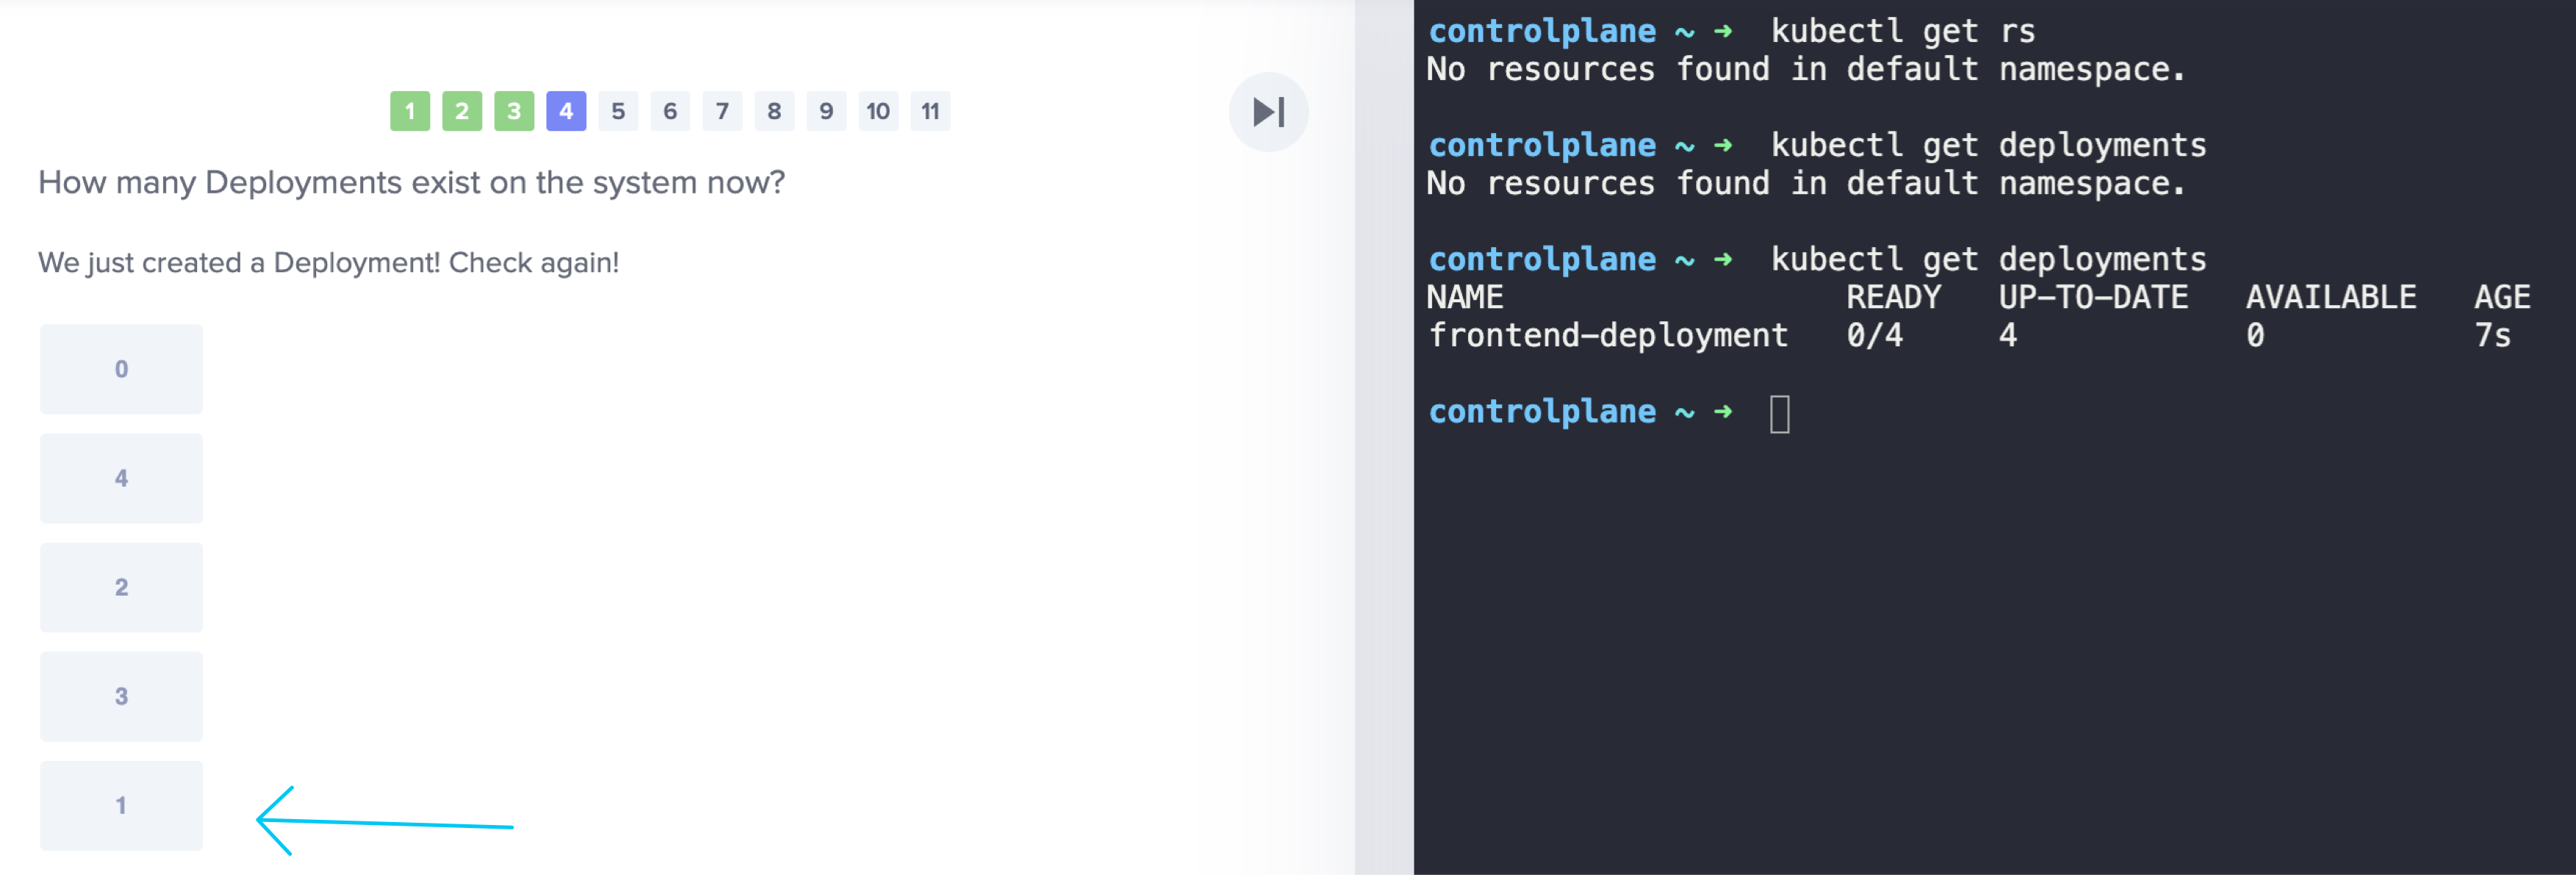 1 2 3 4 5 6 7 8 9 10 11
How many Deployments exist on the system now?
We just created a Deployment! Check again!
0
4
2
3
1
controlplane ~ ➜ kubectl get rs
No resources found in default namespace.
controlplane ~ ➜ kubectl get deployments
No resources found in default namespace.
controlplane ~ ➜ kubectl get deployments
NAME READY UP-TO-DATE AVAILABLE AGE
frontend-deployment 0/4 4 0 7s
controlplane ~ ➜